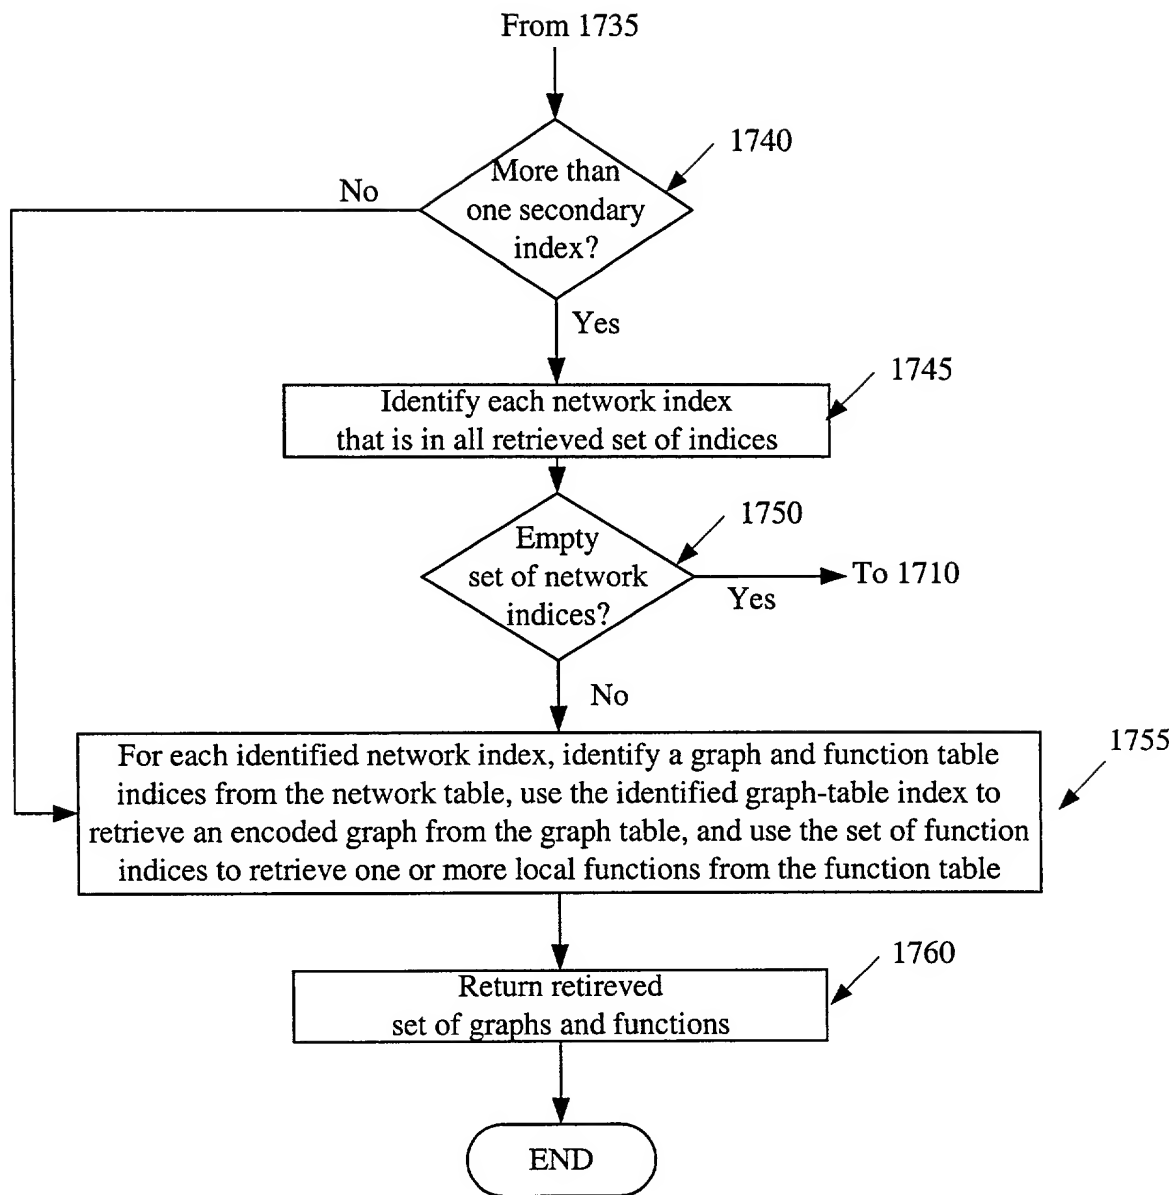 From 1735
1740
More than
one secondary
index?
No
Yes
1745
Identify each network index
that is in all retrieved set of indices
1750
Empty
set of network
indices?
To 1710
Yes
No
1755
For each identified network index, identify a graph and function table
indices from the network table, use the identified graph-table index to
retrieve an encoded graph from the graph table, and use the set of function
indices to retrieve one or more local functions from the function table
1760
Return retireved
set of graphs and functions
END